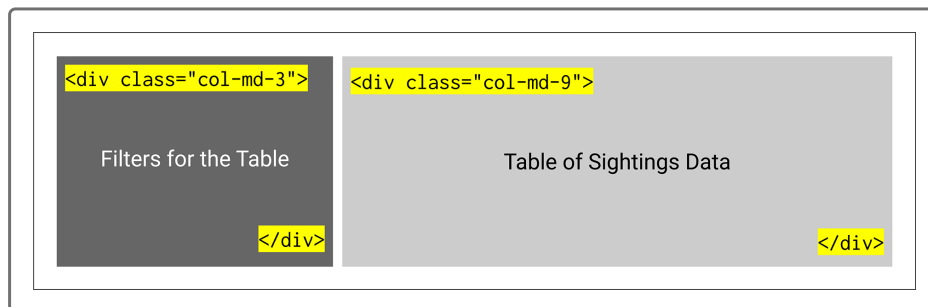 <div class="col-md-3">
Filters for the Table
</div>
<div class="col-md-9">
Table of Sightings Data
</div>